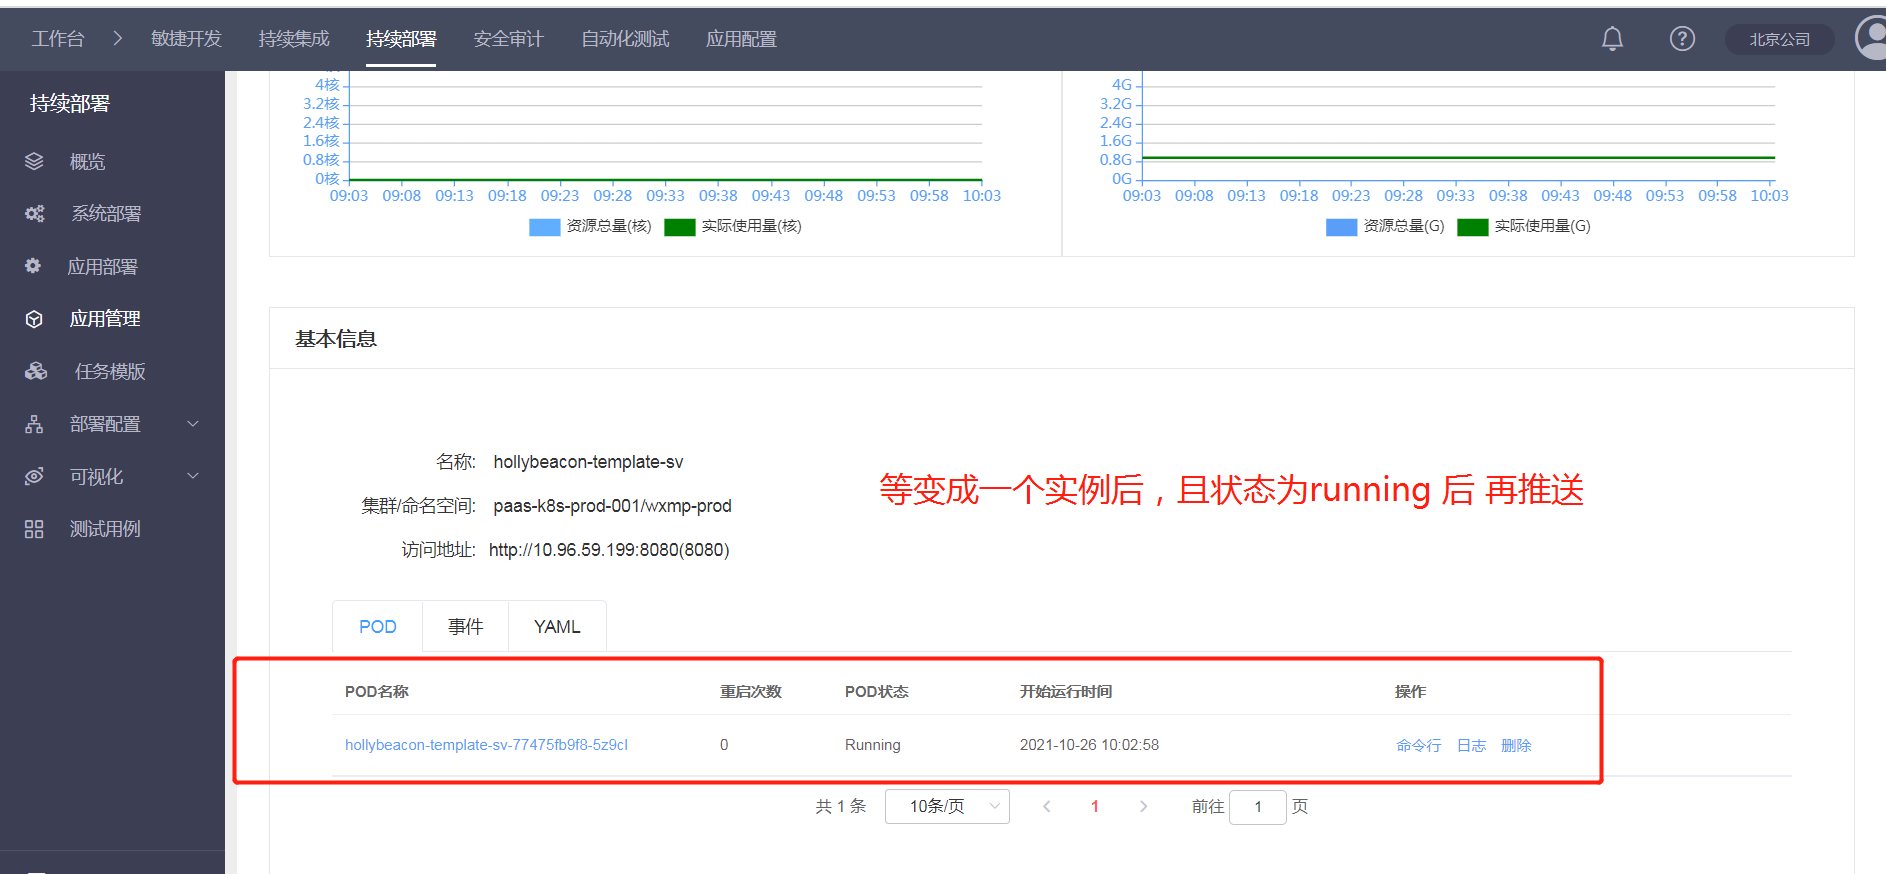 工作台 > 敏捷开发 持续集成 持续部署 安全审计 自动化测试 应用配置 北京公司
持续部署
概览
系统部署
应用部署
应用管理
任务模版
部署配置
可视化
测试用例
4核
3.2核
2.4核
1.6核
0.8核
0核
09:03 09:08 09:13 09:18 09:23 09:28 09:33 09:38 09:43 09:48 09:53 09:58 10:03
资源总量(核) 实际使用量(核)
4G
3.2G
2.4G
1.6G
0.8G
0G
09:03 09:08 09:13 09:18 09:23 09:28 09:33 09:38 09:43 09:48 09:53 09:58 10:03
资源总量(G) 实际使用量(G)
基本信息
名称: hollybeacon-template-sv
集群/命名空间: paas-k8s-prod-001/wxmp-prod
访问地址: http://10.96.59.199:8080(8080)
等变成一个实例后，且状态为running 后 再推送
POD 事件 YAML
POD名称 重启次数 POD状态 开始运行时间 操作
hollybeacon-template-sv-77475fb9f8-5z9cl 0 Running 2021-10-26 10:02:58 命令行 日志 删除
共 1 条 10条/页 < 1 > 前往 1 页